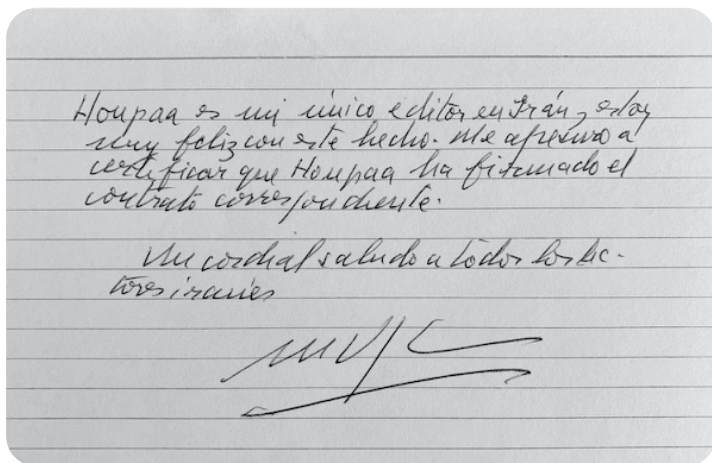 Houpaa es mi único editor en Irán y estoy
muy feliz con este hecho. Me apresuro a
certificar que Houpaa ha firmado el
contrato correspondiente.
Un cordial saludo a todos los lec-
tores iraníes